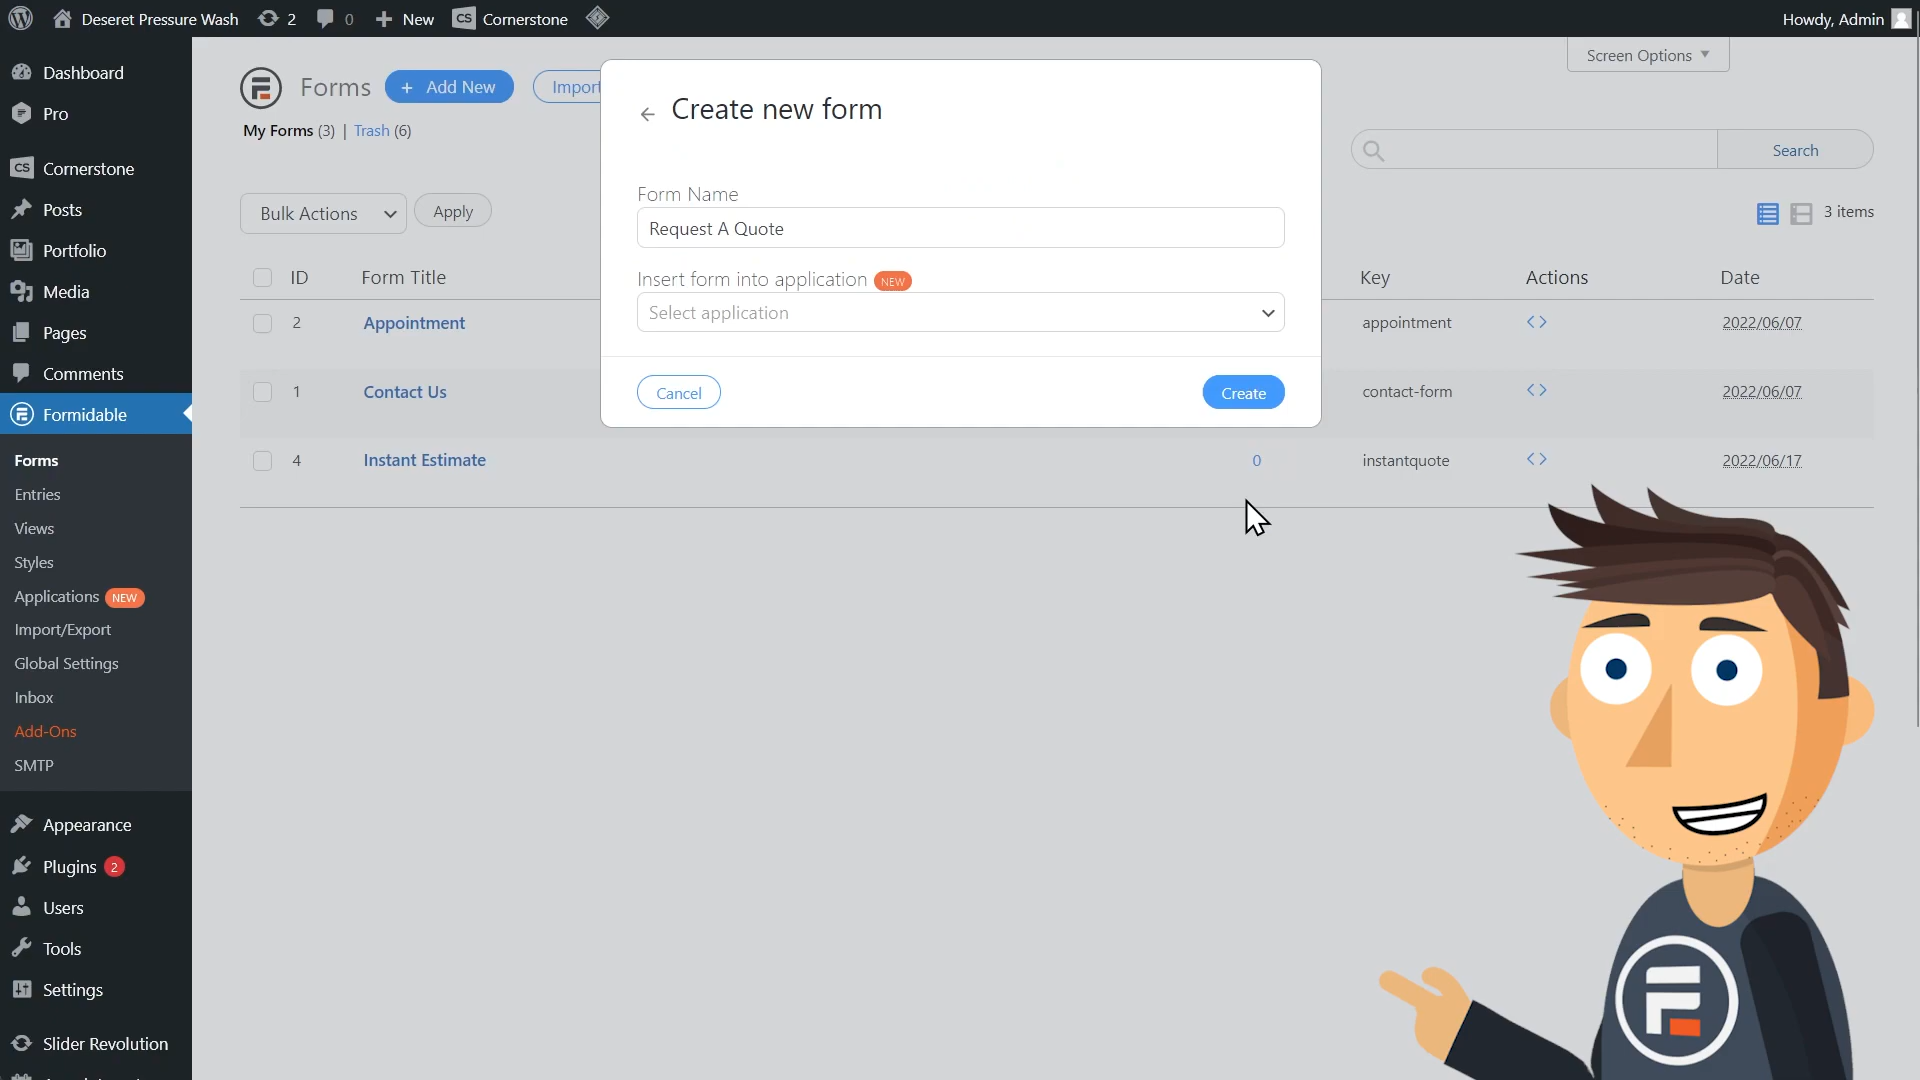 Deseret Pressure Wash 2 0 New CS Cornerstone Howdy, Admin
Screen Options
Dashboard
Pro
CS Cornerstone
Posts
Portfolio
Media
Pages
Comments
Formidable
Forms
Entries
Views
Styles
Applications NEW
Import/Export
Global Settings
Inbox
Add-Ons
SMTP
Appearance
Plugins 2
Users
Tools
Settings
Slider Revolution
Forms + Add New Import
My Forms (3) | Trash (6)
Search
Bulk Actions Apply
3 items
ID Form Title Key Actions Date
2 Appointment appointment <> 2022/06/07
1 Contact Us contact-form <> 2022/06/07
4 Instant Estimate 0 instantquote <> 2022/06/17
Create new form
Form Name
Request A Quote
Insert form into application NEW
Select application
Cancel Create